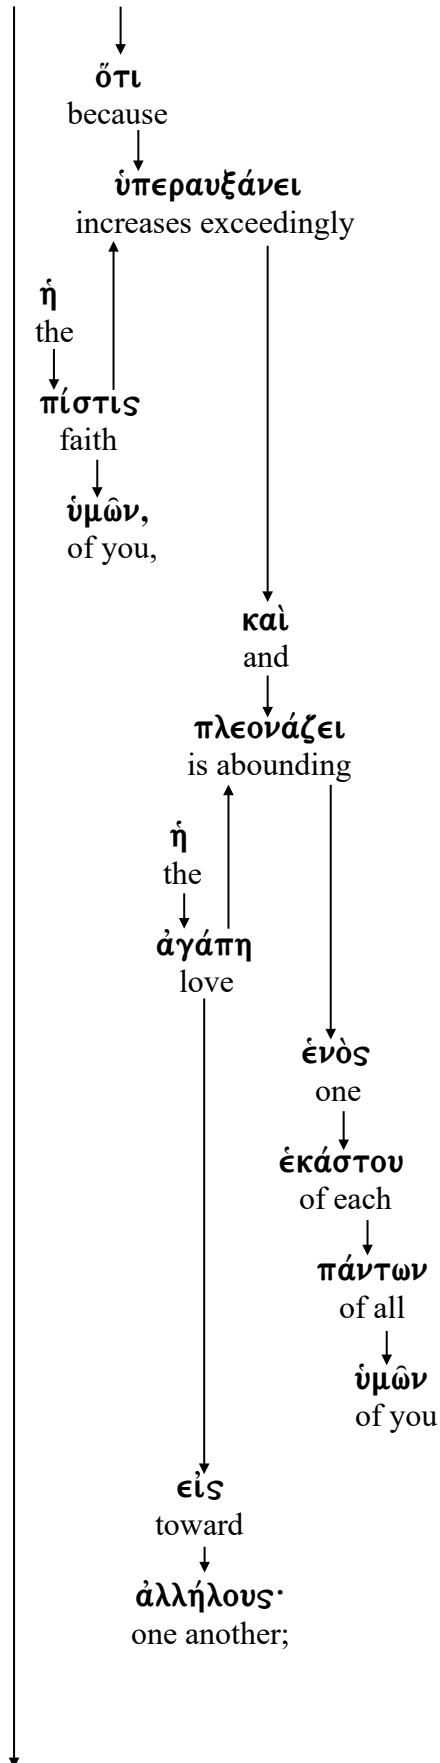 ὅτι
because
ὑπεραυξάνει
increases exceedingly
ἡ
the
πίστις
faith
ὑμῶν,
of you,
καὶ
and
πλεονάζει
is abounding
ἡ
the
ἀγάπη
love
ἑνὸς
one
ἑκάστου
of each
πάντων
of all
ὑμῶν
of you
εἰς
toward
ἀλλήλους·
one another;